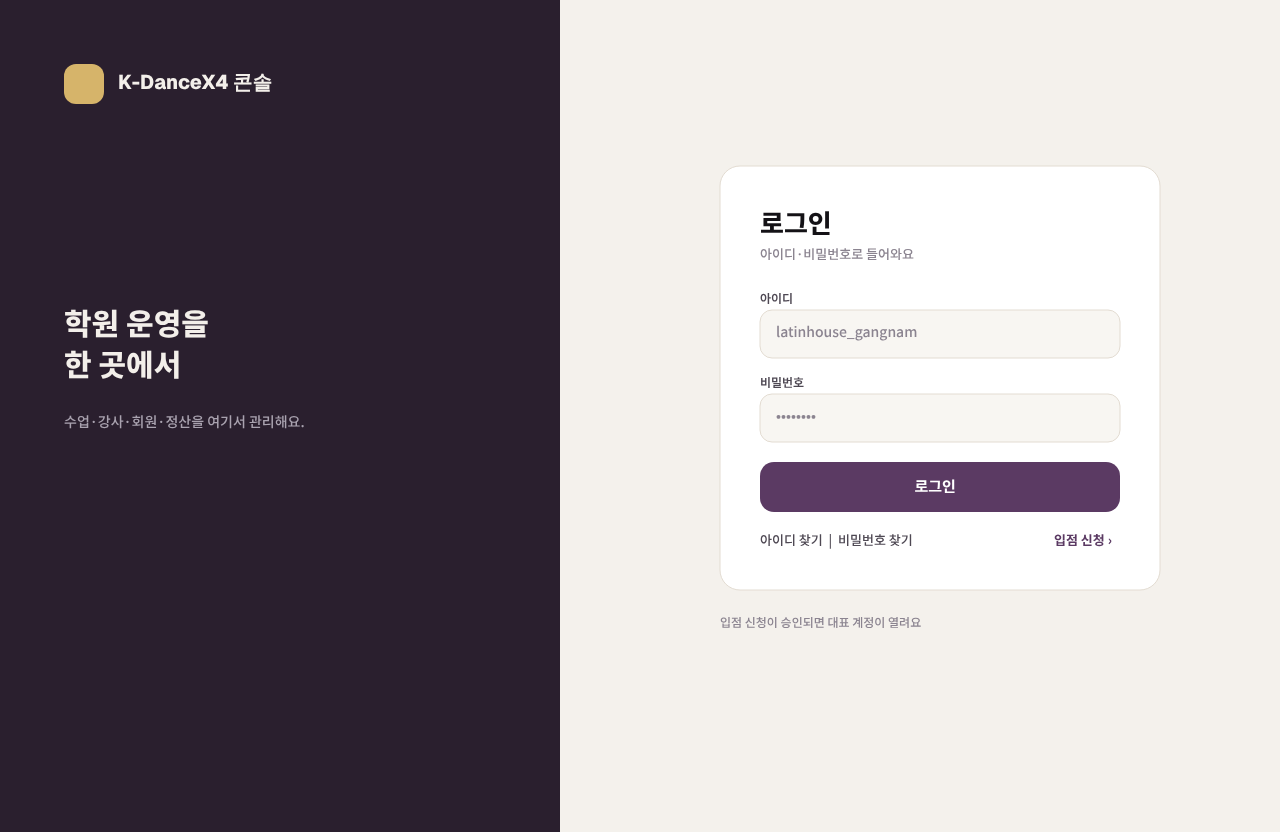 K-DanceX4 콘솔
학원 운영을
한 곳에서
수업·강사·회원·정산을 여기서 관리해요.
로그인
아이디·비밀번호로 들어와요
아이디
latinhouse_gangnam
비밀번호
••••••••
로그인
아이디 찾기 | 비밀번호 찾기
입점 신청 ›
입점 신청이 승인되면 대표 계정이 열려요